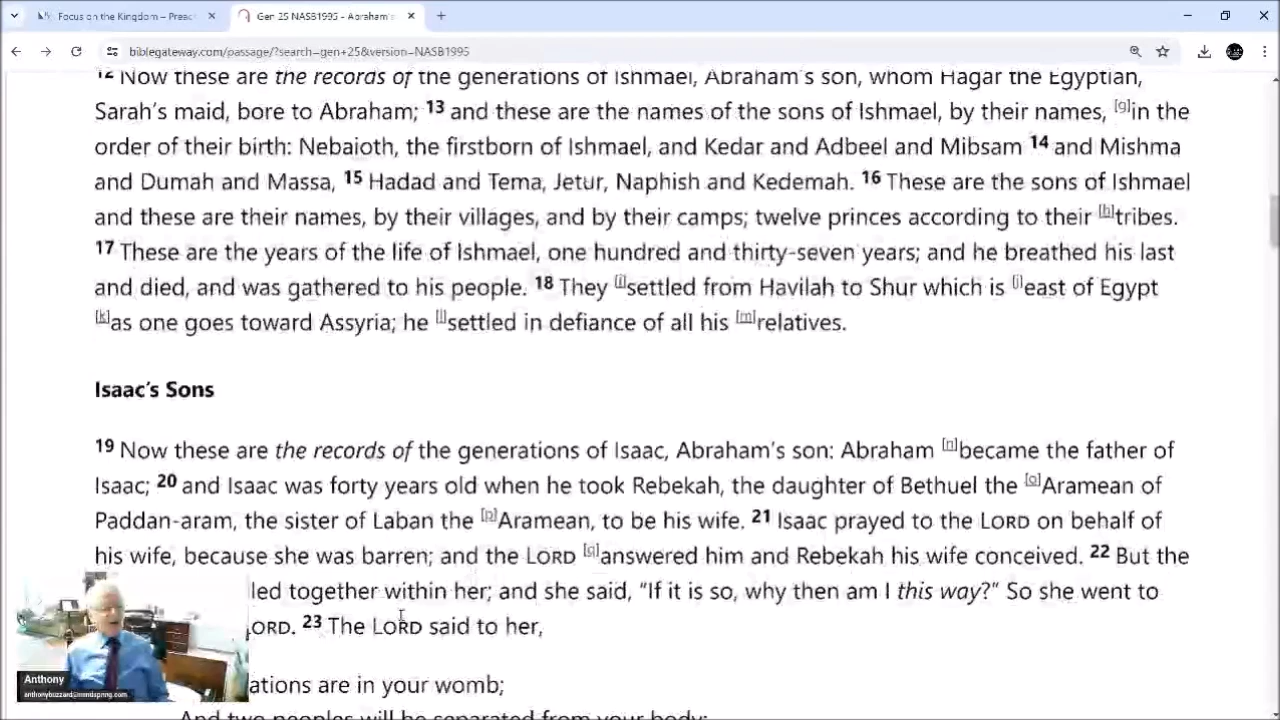 Focus on the Kingdom – Preac
Gen 25 NASB1995 - Abraham's
biblegateway.com/passage/?search=gen+25&version=NASB1995
12 Now these are the records of the generations of Ishmael, Abraham's son, whom Hagar the Egyptian,
Sarah's maid, bore to Abraham; 13 and these are the names of the sons of Ishmael, by their names, [g]in the
order of their birth: Nebaioth, the firstborn of Ishmael, and Kedar and Adbeel and Mibsam 14 and Mishma
and Dumah and Massa, 15 Hadad and Tema, Jetur, Naphish and Kedemah. 16 These are the sons of Ishmael
and these are their names, by their villages, and by their camps; twelve princes according to their [h]tribes.
17 These are the years of the life of Ishmael, one hundred and thirty-seven years; and he breathed his last
and died, and was gathered to his people. 18 They [i]settled from Havilah to Shur which is [j]east of Egypt
[k]as one goes toward Assyria; he [l]settled in defiance of all his [m]relatives.
Isaac's Sons
19 Now these are the records of the generations of Isaac, Abraham's son: Abraham [n]became the father of
Isaac; 20 and Isaac was forty years old when he took Rebekah, the daughter of Bethuel the [o]Aramean of
Paddan-aram, the sister of Laban the [p]Aramean, to be his wife. 21 Isaac prayed to the LORD on behalf of
his wife, because she was barren; and the LORD [q]answered him and Rebekah his wife conceived. 22 But the
led together within her; and she said, "If it is so, why then am I this way?" So she went to
ORD. 23 The LORD said to her,
ations are in your womb;
And two peoples will be separated from your body;
Anthony
anthonybuzzard@mindspring.com